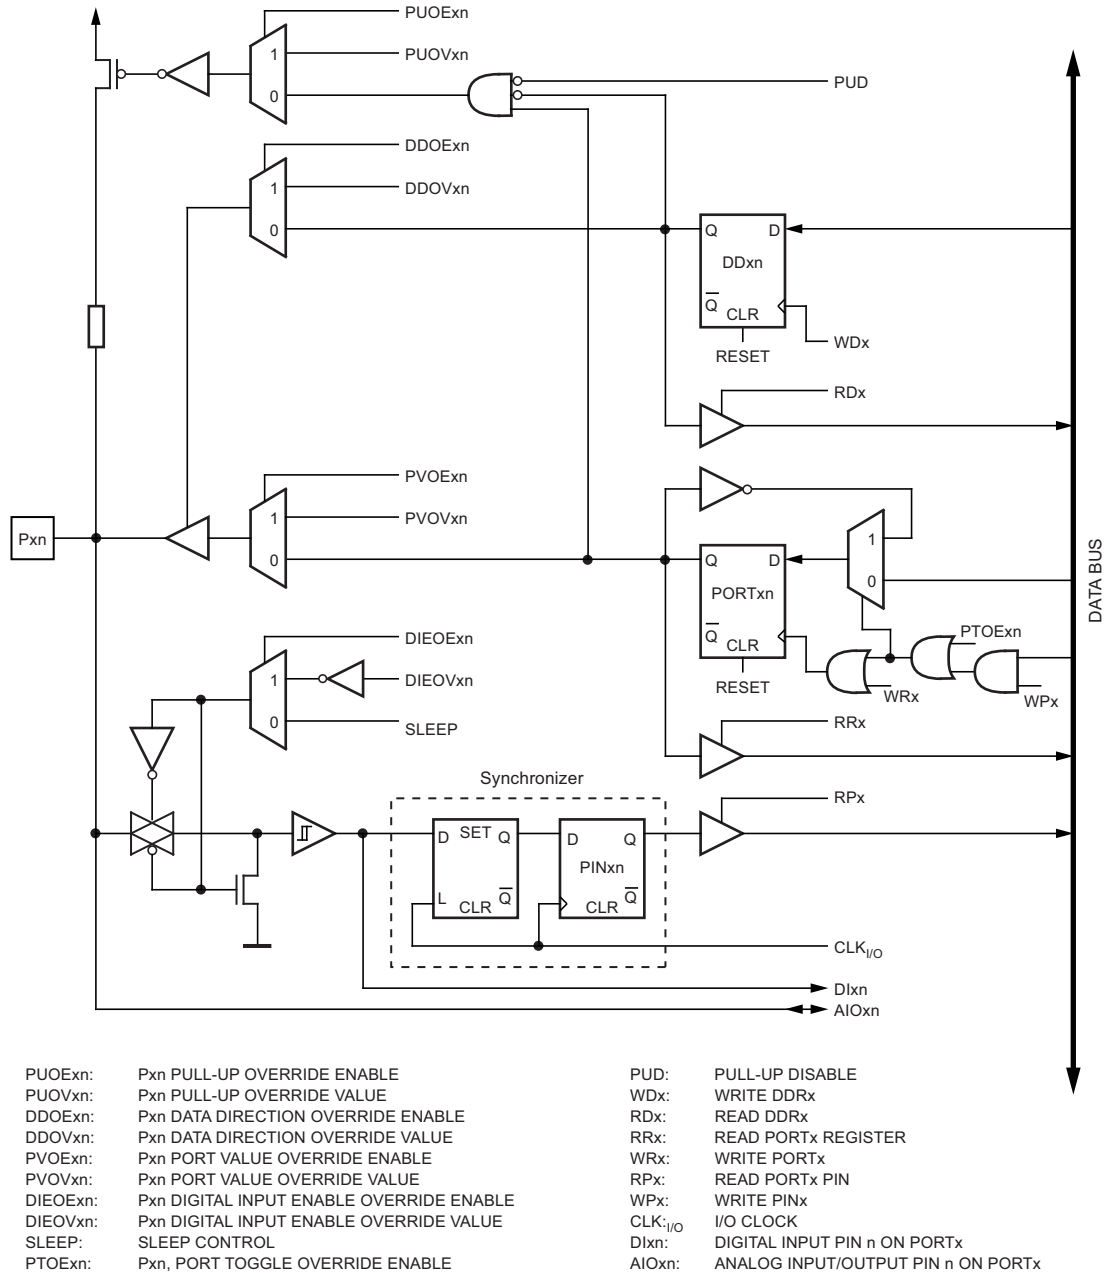 PUOExn
1
PUOVxn
0
PUD
DDOExn
1
DDOVxn
0
Q D
DDxn
Q
CLR
RESET
WDx
RDx
PVOExn
1
PVOVxn
0
Pxn
1
0
Q D
PORTxn
Q
CLR
RESET
PTOExn
WRx
WPx
DATA BUS
DIEOExn
1
DIEOVxn
0
SLEEP
RRx
Synchronizer
RPx
D SET Q
L CLR Q
D Q
PINxn
CLR Q
CLK I/O
DIxn
AIOxn
PUOExn: Pxn PULL-UP OVERRIDE ENABLE
PUOVxn: Pxn PULL-UP OVERRIDE VALUE
DDOExn: Pxn DATA DIRECTION OVERRIDE ENABLE
DDOVxn: Pxn DATA DIRECTION OVERRIDE VALUE
PVOExn: Pxn PORT VALUE OVERRIDE ENABLE
PVOVxn: Pxn PORT VALUE OVERRIDE VALUE
DIEOExn: Pxn DIGITAL INPUT ENABLE OVERRIDE ENABLE
DIEOVxn: Pxn DIGITAL INPUT ENABLE OVERRIDE VALUE
SLEEP: SLEEP CONTROL
PTOExn: Pxn, PORT TOGGLE OVERRIDE ENABLE
PUD: PULL-UP DISABLE
WDx: WRITE DDRx
RDx: READ DDRx
RRx: READ PORTx REGISTER
WRx: WRITE PORTx
RPx: READ PORTx PIN
WPx: WRITE PINx
CLK: I/O I/O CLOCK
DIxn: DIGITAL INPUT PIN n ON PORTx
AIOxn: ANALOG INPUT/OUTPUT PIN n ON PORTx